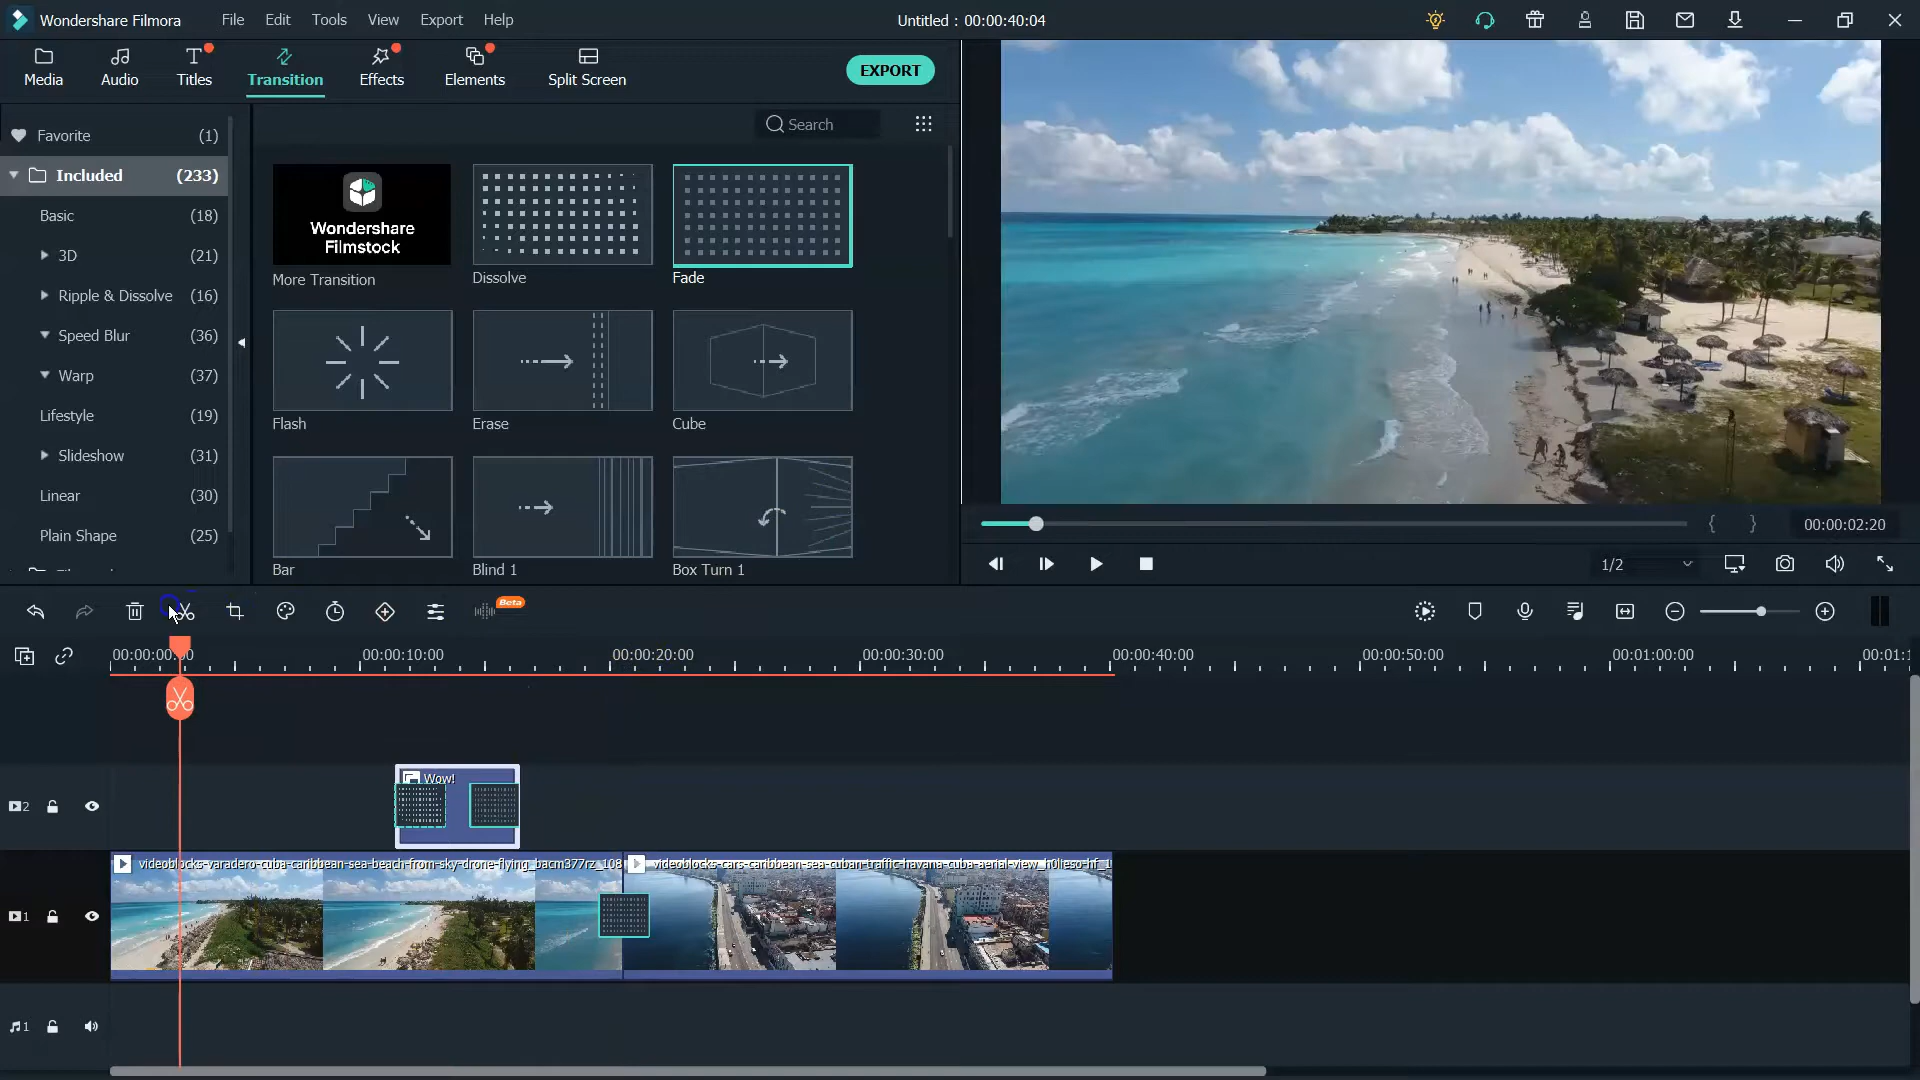 Wondershare Filmora File Edit Tools View Export Help Untitled : 00:00:40:04
Media Audio Titles Transition Effects Elements Split Screen EXPORT
Favorite (1)
Search
Included (233)
Basic (18)
3D (21)
Ripple & Dissolve (16)
Speed Blur (36)
Warp (37)
Lifestyle (19)
Slideshow (31)
Linear (30)
Plain Shape (25)
Wondershare
Filmstock
More Transition Dissolve Fade
Flash Erase Cube
Bar Blind 1 Box Turn 1
{ } 00:00:02:20
1/2
Beta
00:00:00:00 00:00:10:00 00:00:20:00 00:00:30:00 00:00:40:00 00:00:50:00 00:01:00:00 00:01:1
Wow!
2
videoblocks-varadero-cuba-caribbean-sea-beach-from-sky-drone-flying_bacm377rz_108
videoblocks-cars-caribbean-sea-cuban-traffic-havana-cuba-aerial-view_h0lieso-hf_1
1
1